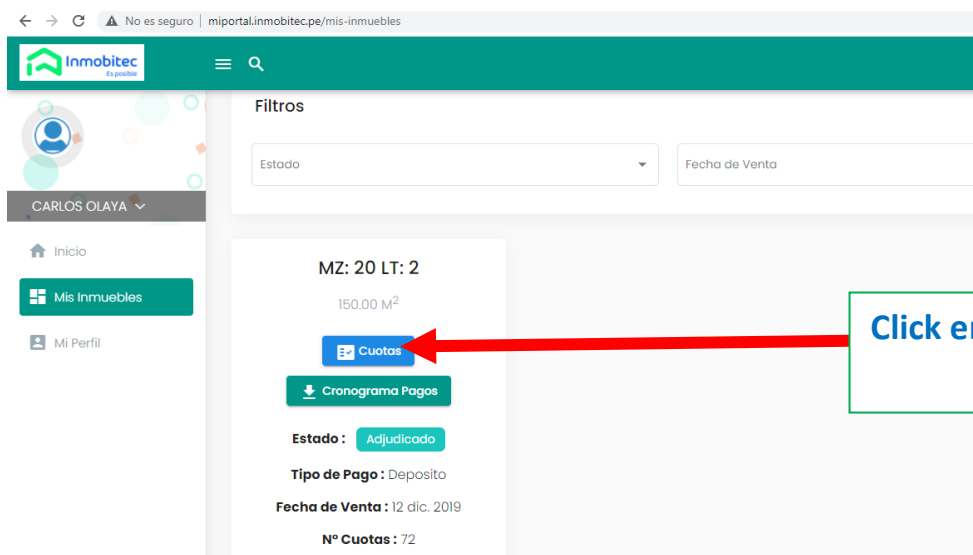 No es seguro | miportal.inmobitec.pe/mis-inmuebles
Inmobitec
Es posible
Filtros
Estado
Fecha de Venta
CARLOS OLAYA
Inicio
Mis Inmuebles
Mi Perfil
MZ: 20 LT: 2
150.00 M²
Cuotas
Click
Cronograma Pagos
Estado : Adjudicado
Tipo de Pago : Deposito
Fecha de Venta : 12 dic. 2019
N° Cuotas : 72